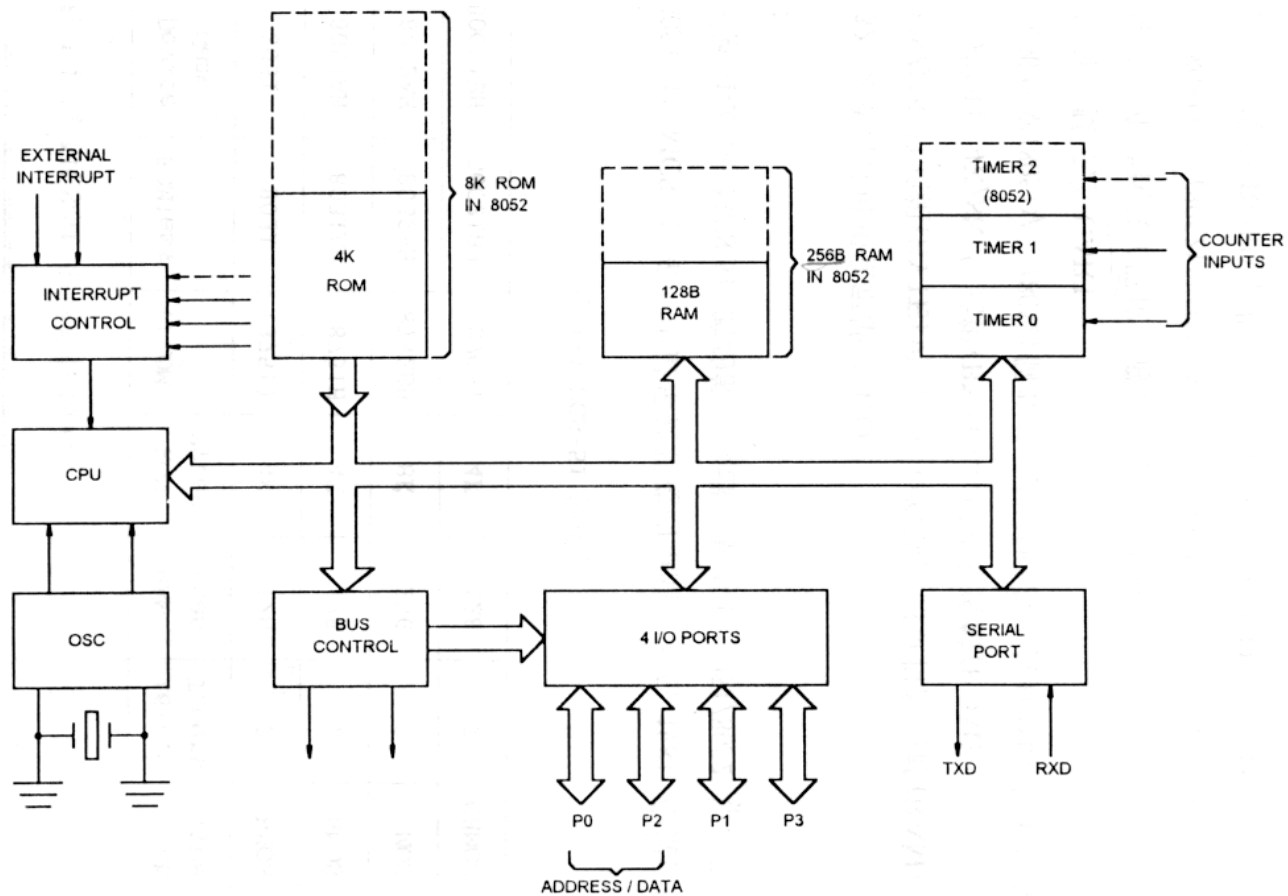 EXTERNAL
INTERRUPT
INTERRUPT
CONTROL
CPU
OSC
4K
ROM
8K ROM
IN 8052
128B
RAM
256B RAM
IN 8052
TIMER 2
(8052)
TIMER 1
TIMER 0
COUNTER
INPUTS
BUS
CONTROL
4 I/O PORTS
SERIAL
PORT
TXD
RXD
P0
P2
P1
P3
ADDRESS / DATA